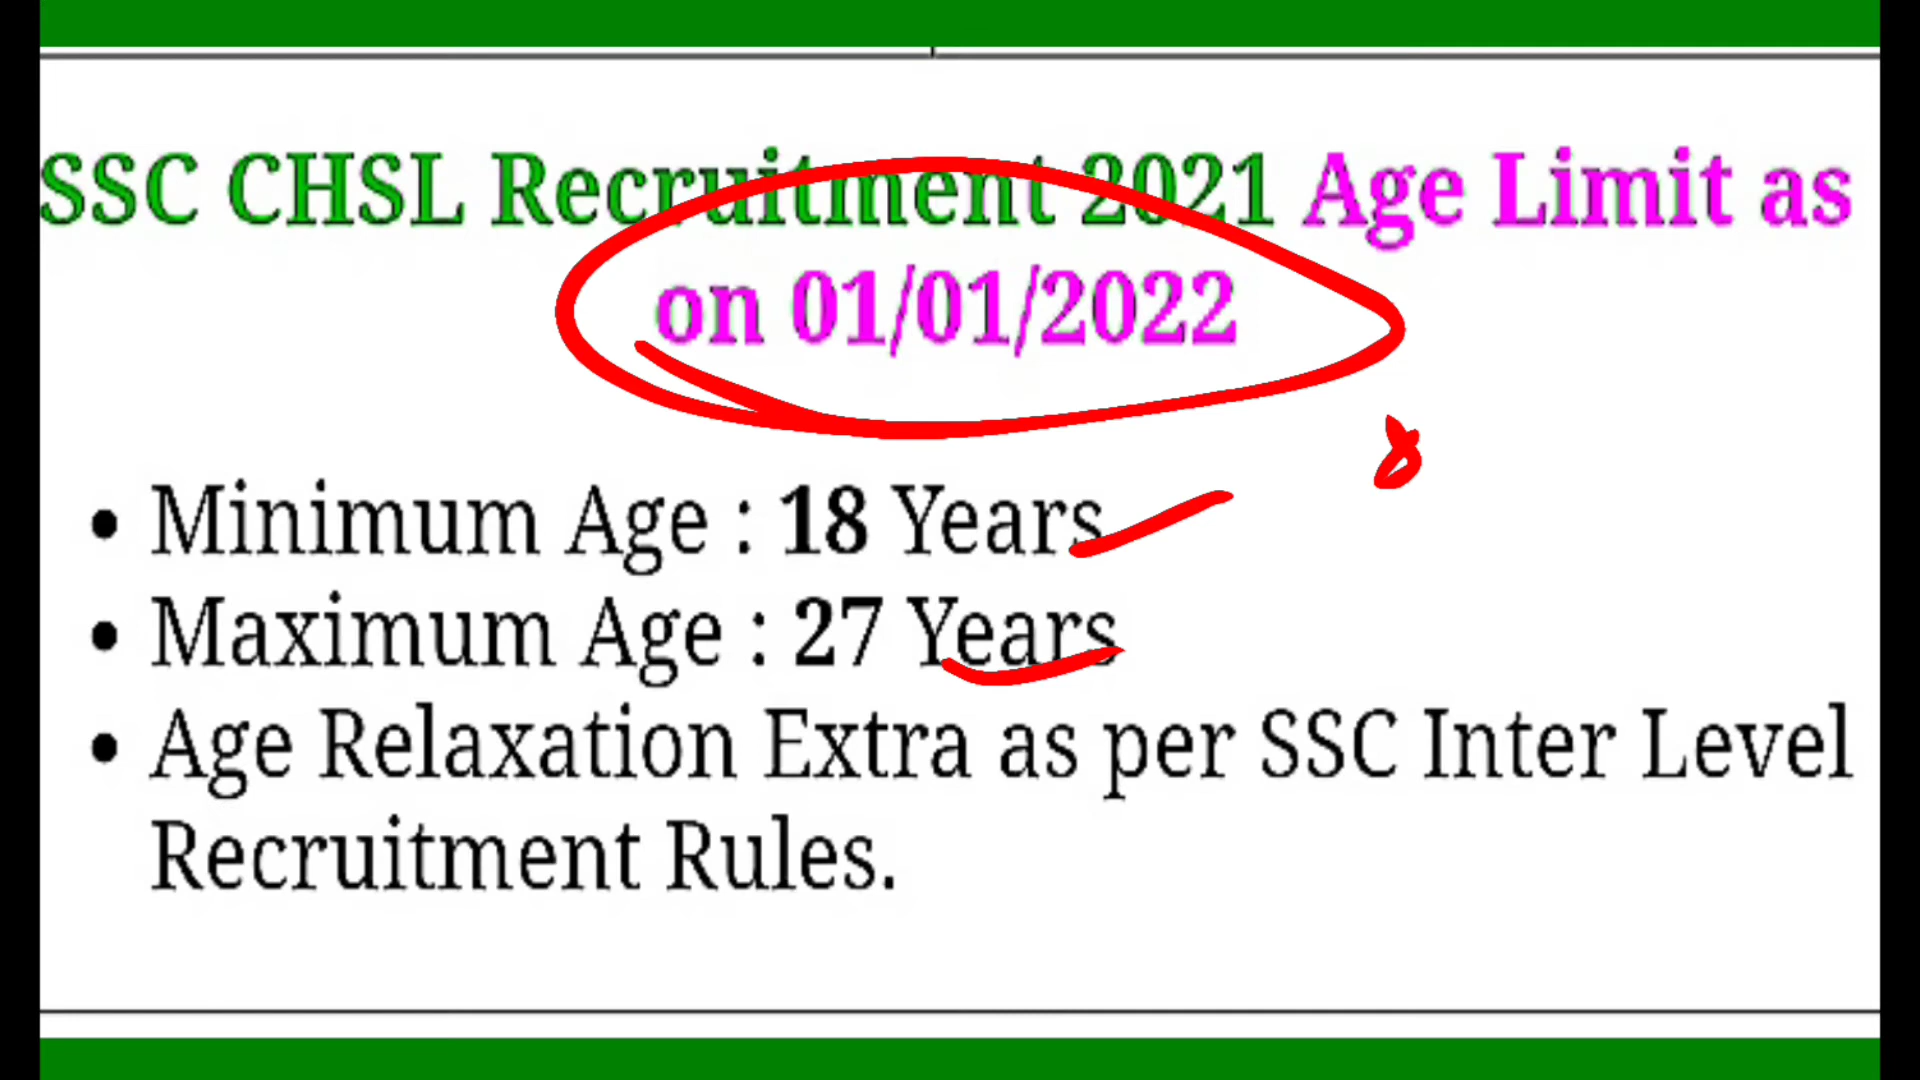 SSC CHSL Recruitment 2021 Age Limit as
on 01/01/2022
• Minimum Age : 18 Years
• Maximum Age : 27 Years
• Age Relaxation Extra as per SSC Inter Level
Recruitment Rules.